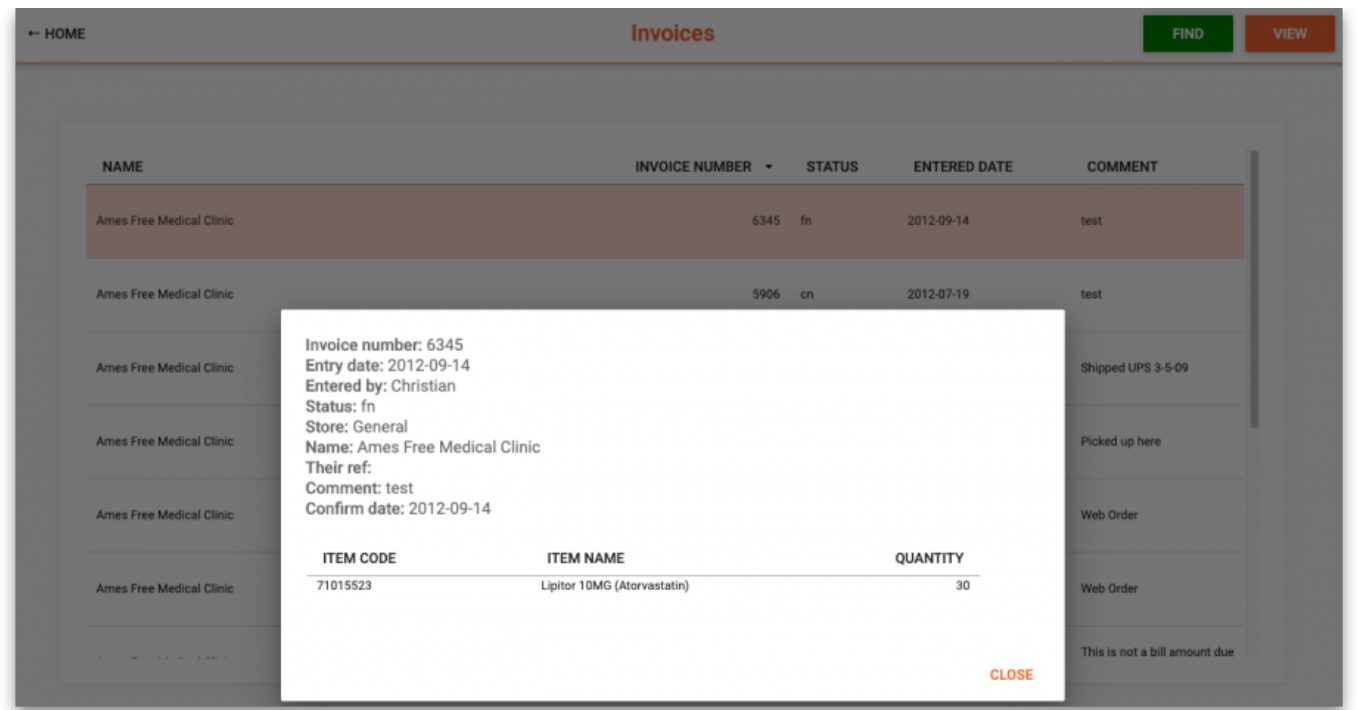 ← HOME
Invoices
FIND
VIEW
NAME INVOICE NUMBER STATUS ENTERED DATE COMMENT
Ames Free Medical Clinic 6345 fn 2012-09-14 test
Ames Free Medical Clinic 5906 cn 2012-07-19 test
Ames Free Medical Clinic Shipped UPS 3-5-09
Ames Free Medical Clinic Picked up here
Ames Free Medical Clinic Web Order
Ames Free Medical Clinic Web Order
This is not a bill amount due
Invoice number: 6345
Entry date: 2012-09-14
Entered by: Christian
Status: fn
Store: General
Name: Ames Free Medical Clinic
Their ref:
Comment: test
Confirm date: 2012-09-14
ITEM CODE ITEM NAME QUANTITY
71015523 Lipitor 10MG (Atorvastatin) 30
CLOSE